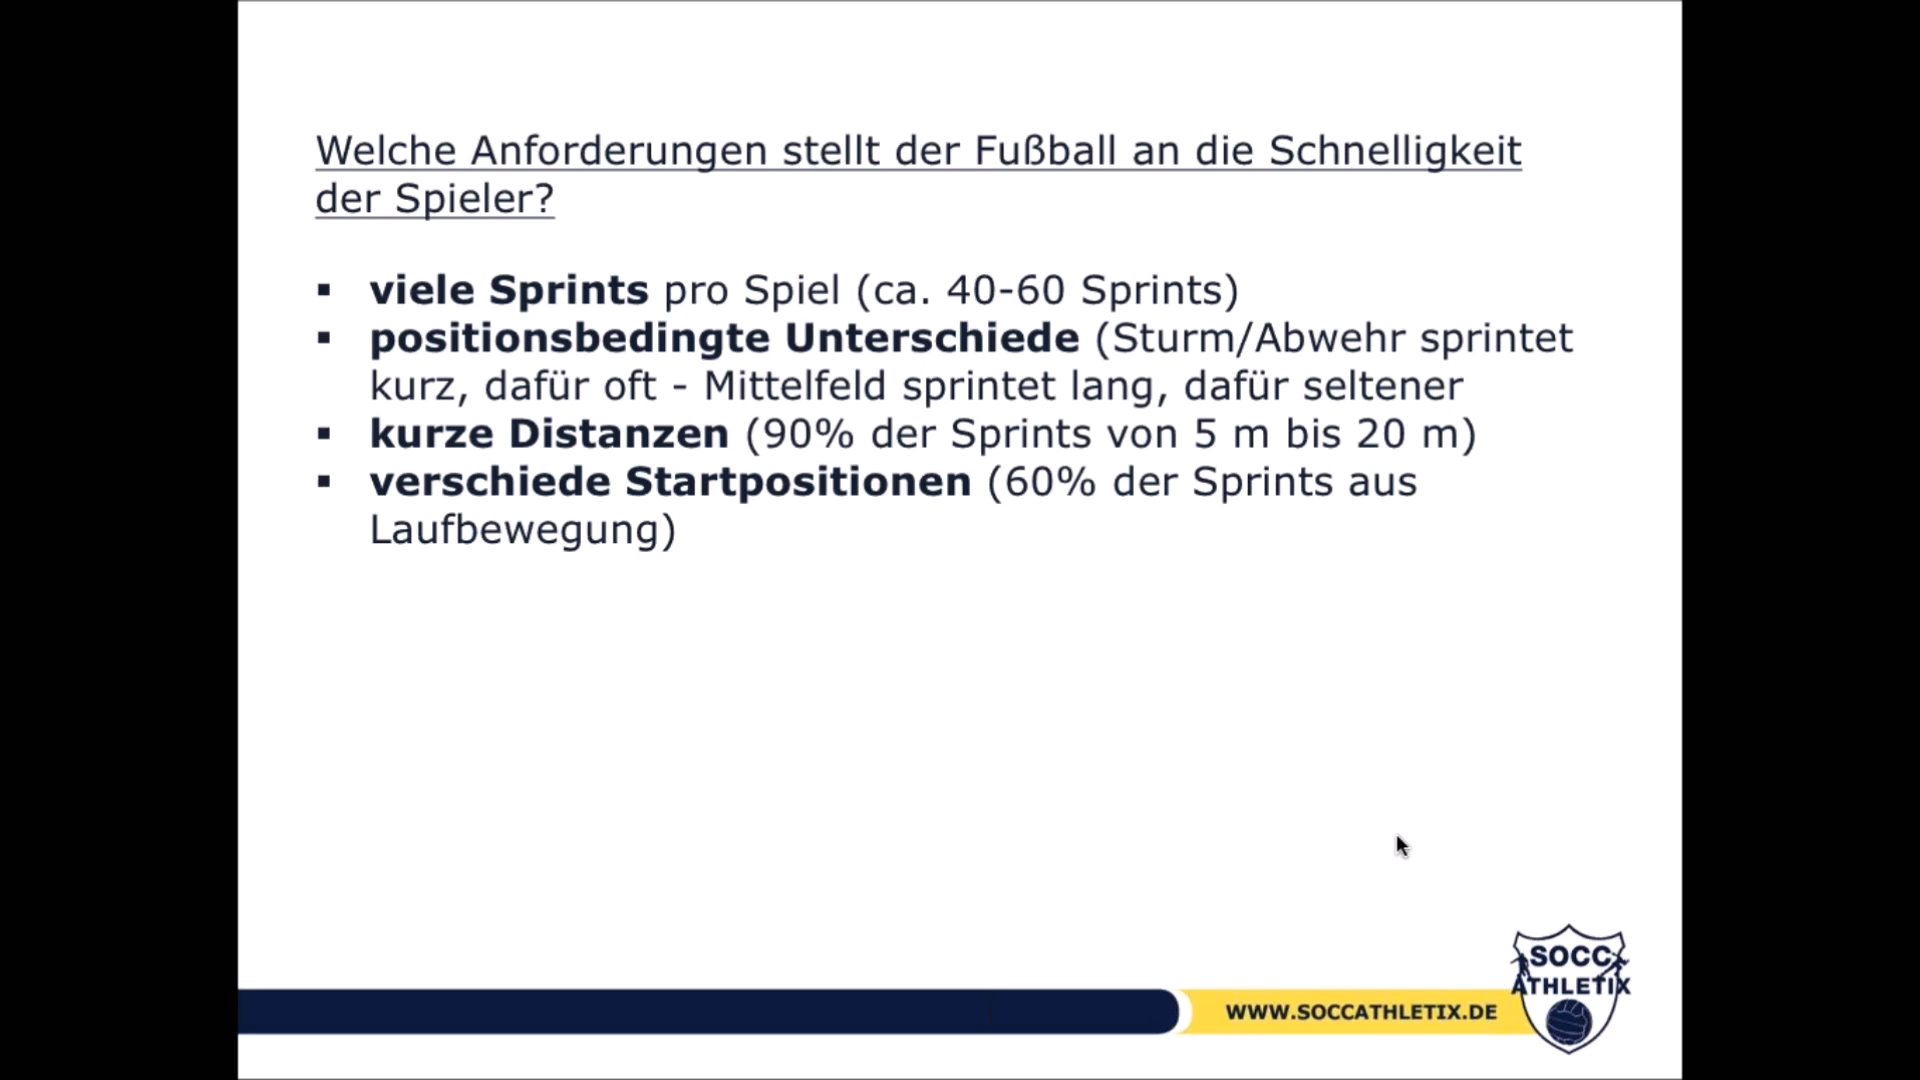 Welche Anforderungen stellt der Fußball an die Schnelligkeit
der Spieler?
▪ viele Sprints pro Spiel (ca. 40-60 Sprints)
▪ positionsbedingte Unterschiede (Sturm/Abwehr sprintet
kurz, dafür oft - Mittelfeld sprintet lang, dafür seltener
▪ kurze Distanzen (90% der Sprints von 5 m bis 20 m)
▪ verschiede Startpositionen (60% der Sprints aus
Laufbewegung)
SOCC
ATHLETIX
WWW.SOCCATHLETIX.DE